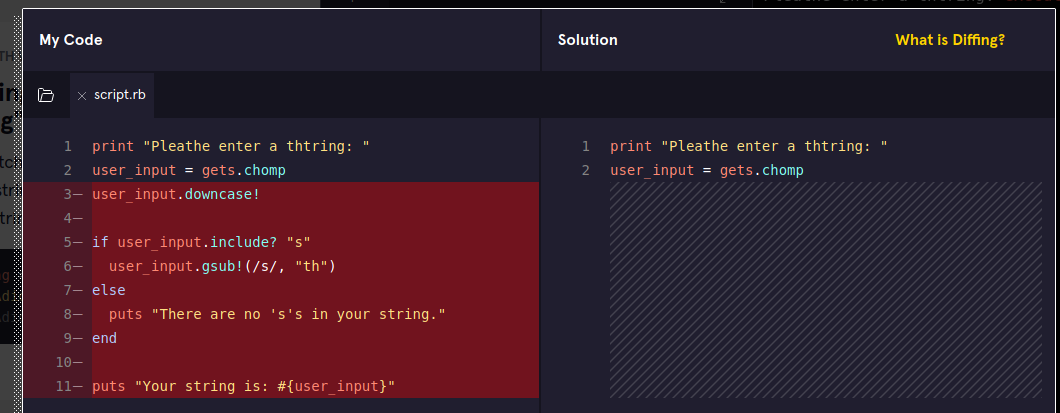 My Code
Solution
What is Diffing?
script.rb
1 print "Pleathe enter a thtring: "
2 user_input = gets.chomp
3— user_input.downcase!
4—
5— if user_input.include? "s"
6— user_input.gsub!(/s/, "th")
7— else
8— puts "There are no 's's in your string."
9— end
10—
11— puts "Your string is: #{user_input}"
1 print "Pleathe enter a thtring: "
2 user_input = gets.chomp